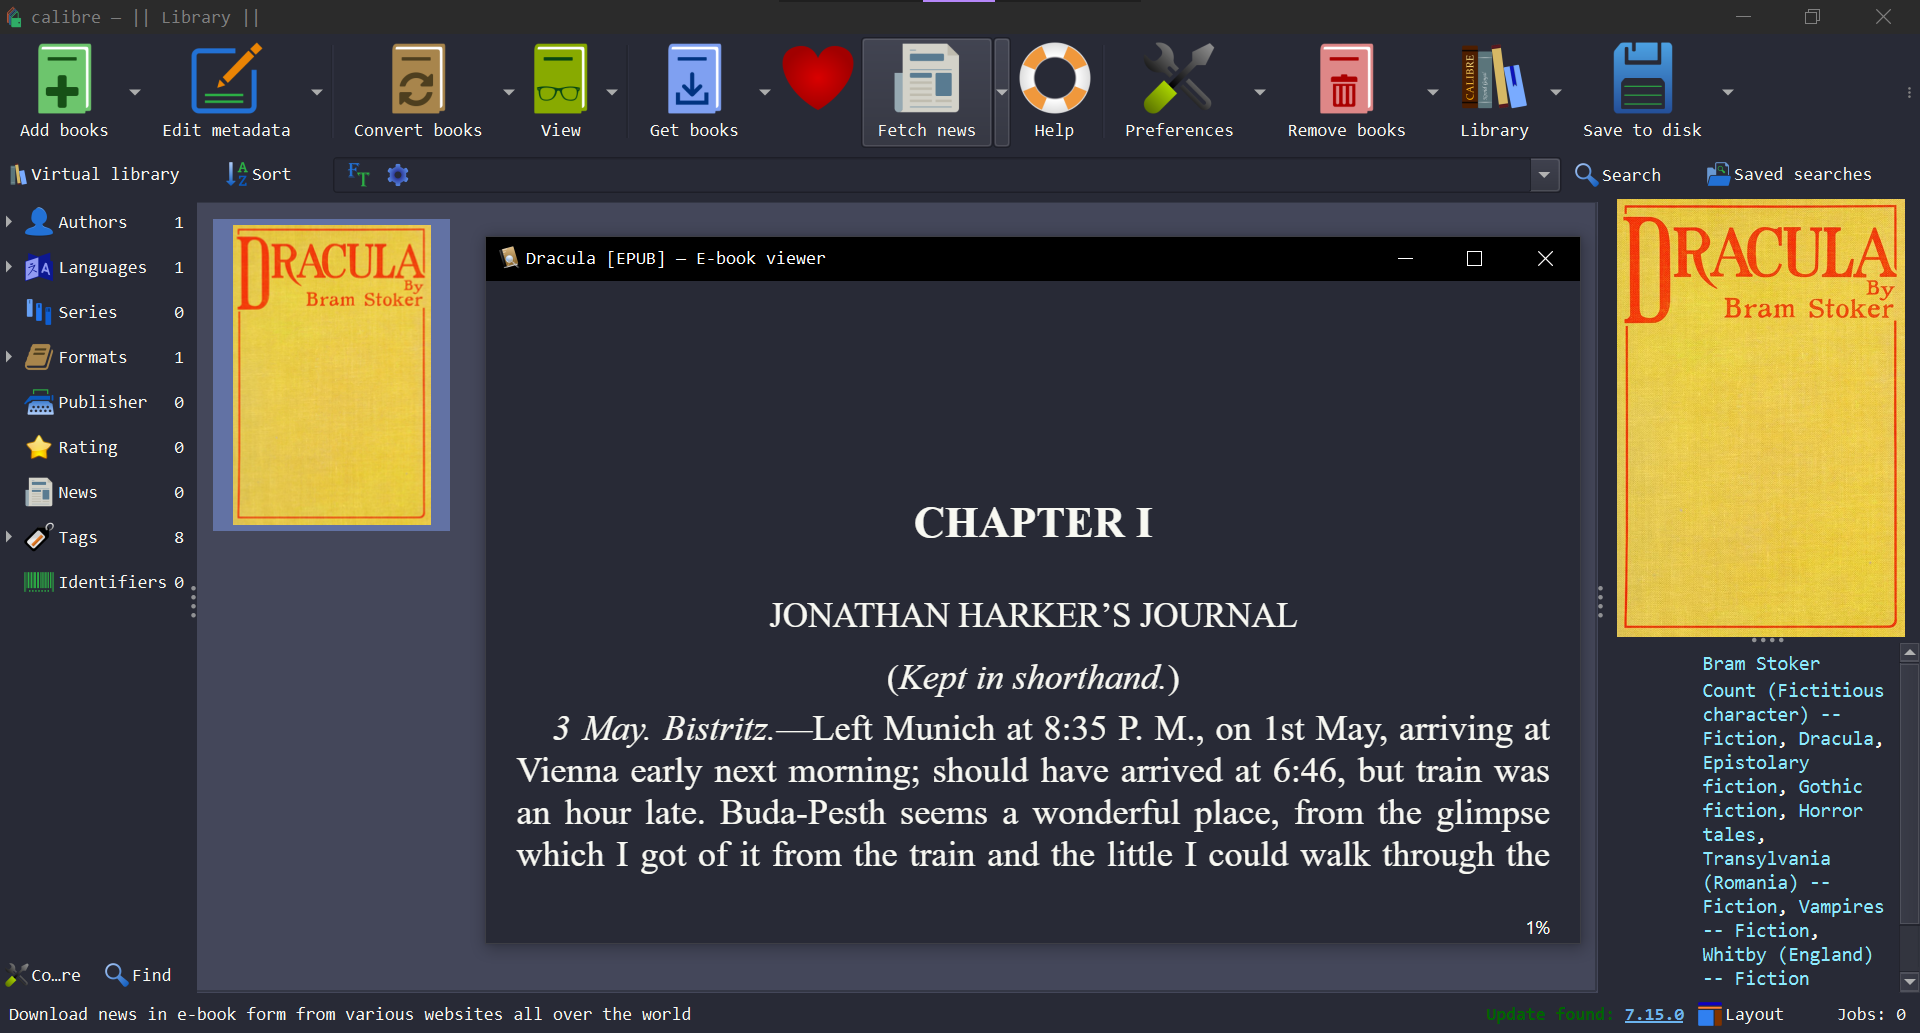 calibre — || Library ||
Add books
Edit metadata
Convert books
View
Get books
Fetch news
Help
Preferences
Remove books
CALIBRE
Library
Save to disk
Virtual library
Sort
Search
Saved searches
Authors 1
Languages 1
Series 0
Formats 1
Publisher 0
Rating 0
News 0
Tags 8
Identifiers 0
DRACULA
By
Bram Stoker
Dracula [EPUB] — E-book viewer
CHAPTER I
JONATHAN HARKER’S JOURNAL
(Kept in shorthand.)
3 May. Bistritz.—Left Munich at 8:35 P. M., on 1st May, arriving at
Vienna early next morning; should have arrived at 6:46, but train was
an hour late. Buda-Pesth seems a wonderful place, from the glimpse
which I got of it from the train and the little I could walk through the
1%
DRACULA
By
Bram Stoker
Bram Stoker
Count (Fictitious
character) --
Fiction, Dracula,
Epistolary
fiction, Gothic
fiction, Horror
tales,
Transylvania
(Romania) --
Fiction, Vampires
-- Fiction,
Whitby (England)
-- Fiction
Co…re
Find
Download news in e-book form from various websites all over the world
Update found: 7.15.0
Layout
Jobs: 0